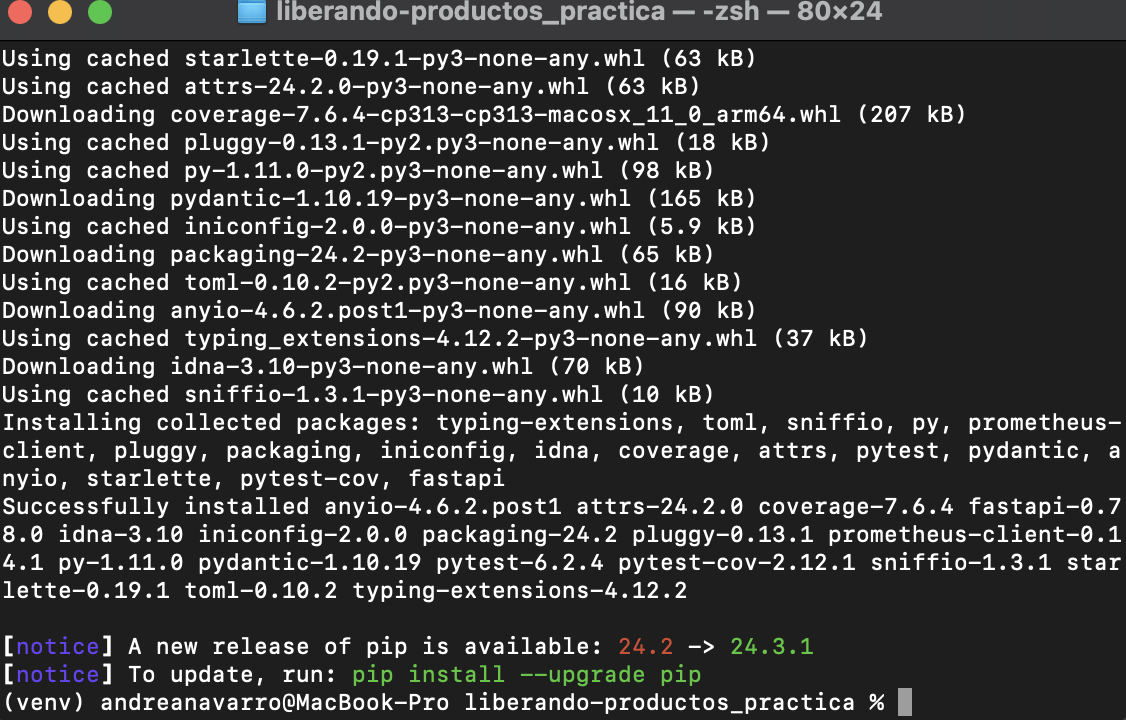 liberando-productos_practica — -zsh — 80×24
Using cached starlette-0.19.1-py3-none-any.whl (63 kB)
Using cached attrs-24.2.0-py3-none-any.whl (63 kB)
Downloading coverage-7.6.4-cp313-cp313-macosx_11_0_arm64.whl (207 kB)
Using cached pluggy-0.13.1-py2.py3-none-any.whl (18 kB)
Using cached py-1.11.0-py2.py3-none-any.whl (98 kB)
Downloading pydantic-1.10.19-py3-none-any.whl (165 kB)
Using cached iniconfig-2.0.0-py3-none-any.whl (5.9 kB)
Downloading packaging-24.2-py3-none-any.whl (65 kB)
Using cached toml-0.10.2-py2.py3-none-any.whl (16 kB)
Downloading anyio-4.6.2.post1-py3-none-any.whl (90 kB)
Using cached typing_extensions-4.12.2-py3-none-any.whl (37 kB)
Downloading idna-3.10-py3-none-any.whl (70 kB)
Using cached sniffio-1.3.1-py3-none-any.whl (10 kB)
Installing collected packages: typing-extensions, toml, sniffio, py, prometheus-
client, pluggy, packaging, iniconfig, idna, coverage, attrs, pytest, pydantic, a
nyio, starlette, pytest-cov, fastapi
Successfully installed anyio-4.6.2.post1 attrs-24.2.0 coverage-7.6.4 fastapi-0.7
8.0 idna-3.10 iniconfig-2.0.0 packaging-24.2 pluggy-0.13.1 prometheus-client-0.1
4.1 py-1.11.0 pydantic-1.10.19 pytest-6.2.4 pytest-cov-2.12.1 sniffio-1.3.1 star
lette-0.19.1 toml-0.10.2 typing-extensions-4.12.2
[notice] A new release of pip is available: 24.2 -> 24.3.1
[notice] To update, run: pip install --upgrade pip
(venv) andreanavarro@MacBook-Pro liberando-productos_practica %